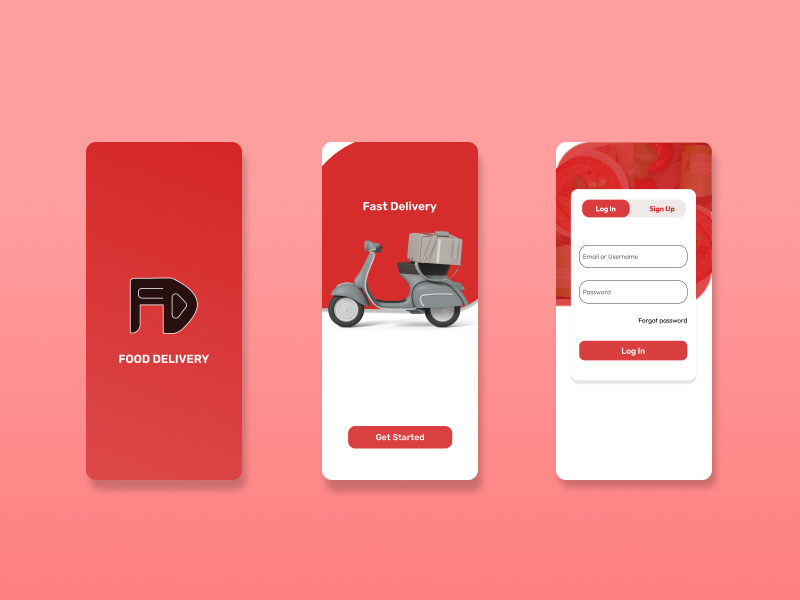 FD
FOOD DELIVERY
Fast Delivery
Get Started
Log In
Sign Up
Email or Username
Password
Forgot password
Log In